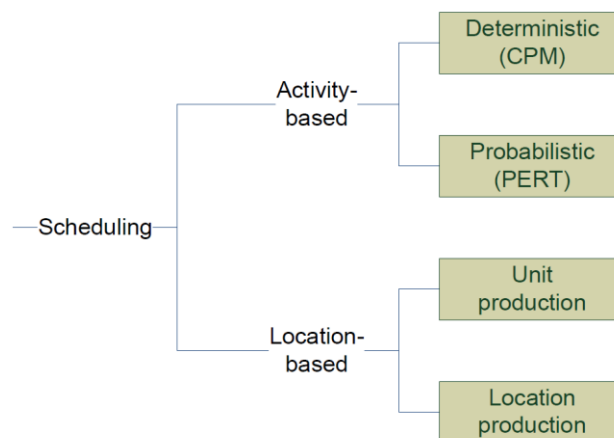 Deterministic
(CPM)
Activity-
based
Probabilistic
(PERT)
Scheduling
Unit
production
Location-
based
Location
production